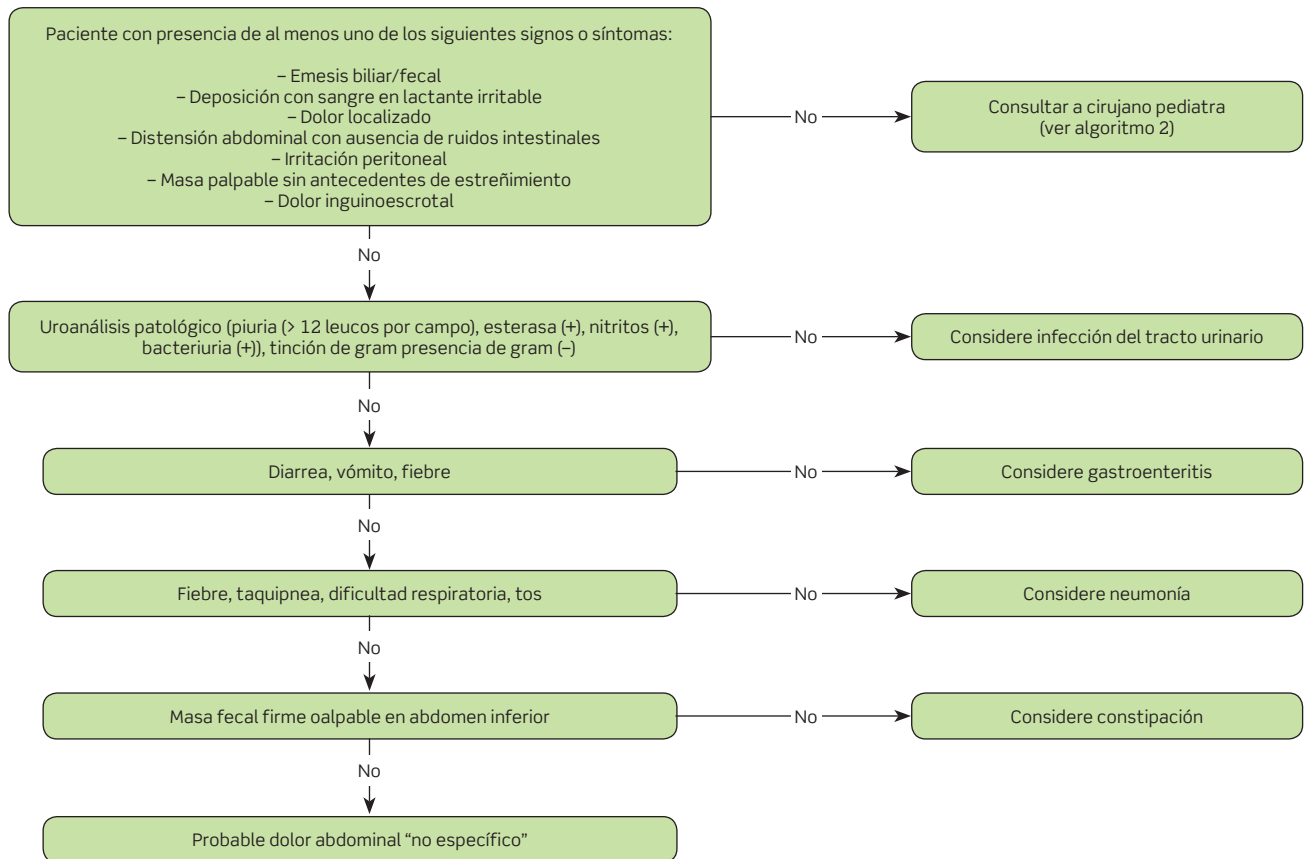 Paciente con presencia de al menos uno de los siguientes signos o síntomas:
– Emesis biliar/fecal
– Deposición con sangre en lactante irritable
– Dolor localizado
– Distensión abdominal con ausencia de ruidos intestinales
– Irritación peritoneal
– Masa palpable sin antecedentes de estreñimiento
– Dolor inguinoescrotal
No
Consultar a cirujano pediatra
(ver algoritmo 2)
No
Uroanálisis patológico (piuria (> 12 leucos por campo), esterasa (+), nitritos (+),
bacteriuria (+)), tinción de gram presencia de gram (–)
No
Considere infección del tracto urinario
No
Diarrea, vómito, fiebre
No
Considere gastroenteritis
No
Fiebre, taquipnea, dificultad respiratoria, tos
No
Considere neumonía
No
Masa fecal firme oalpable en abdomen inferior
No
Considere constipación
No
Probable dolor abdominal “no específico”